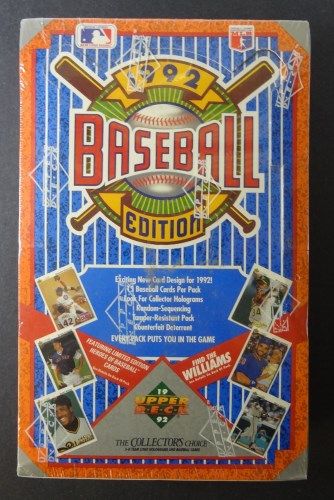 1992
BASEBALL
EDITION
Exciting New Card Design for 1992!
15 Baseball Cards Per Pack
Look For Collector Holograms
Random-Sequencing
Tamper-Resistant Pack
Counterfeit Deterrent
EVERY PACK PUTS YOU IN THE GAME
FEATURING LIMITED EDITION
HEROES OF BASEBALL
CARDS
FIND THE
WILLIAMS
19
UPPER
DECK
92
THE COLLECTOR'S CHOICE